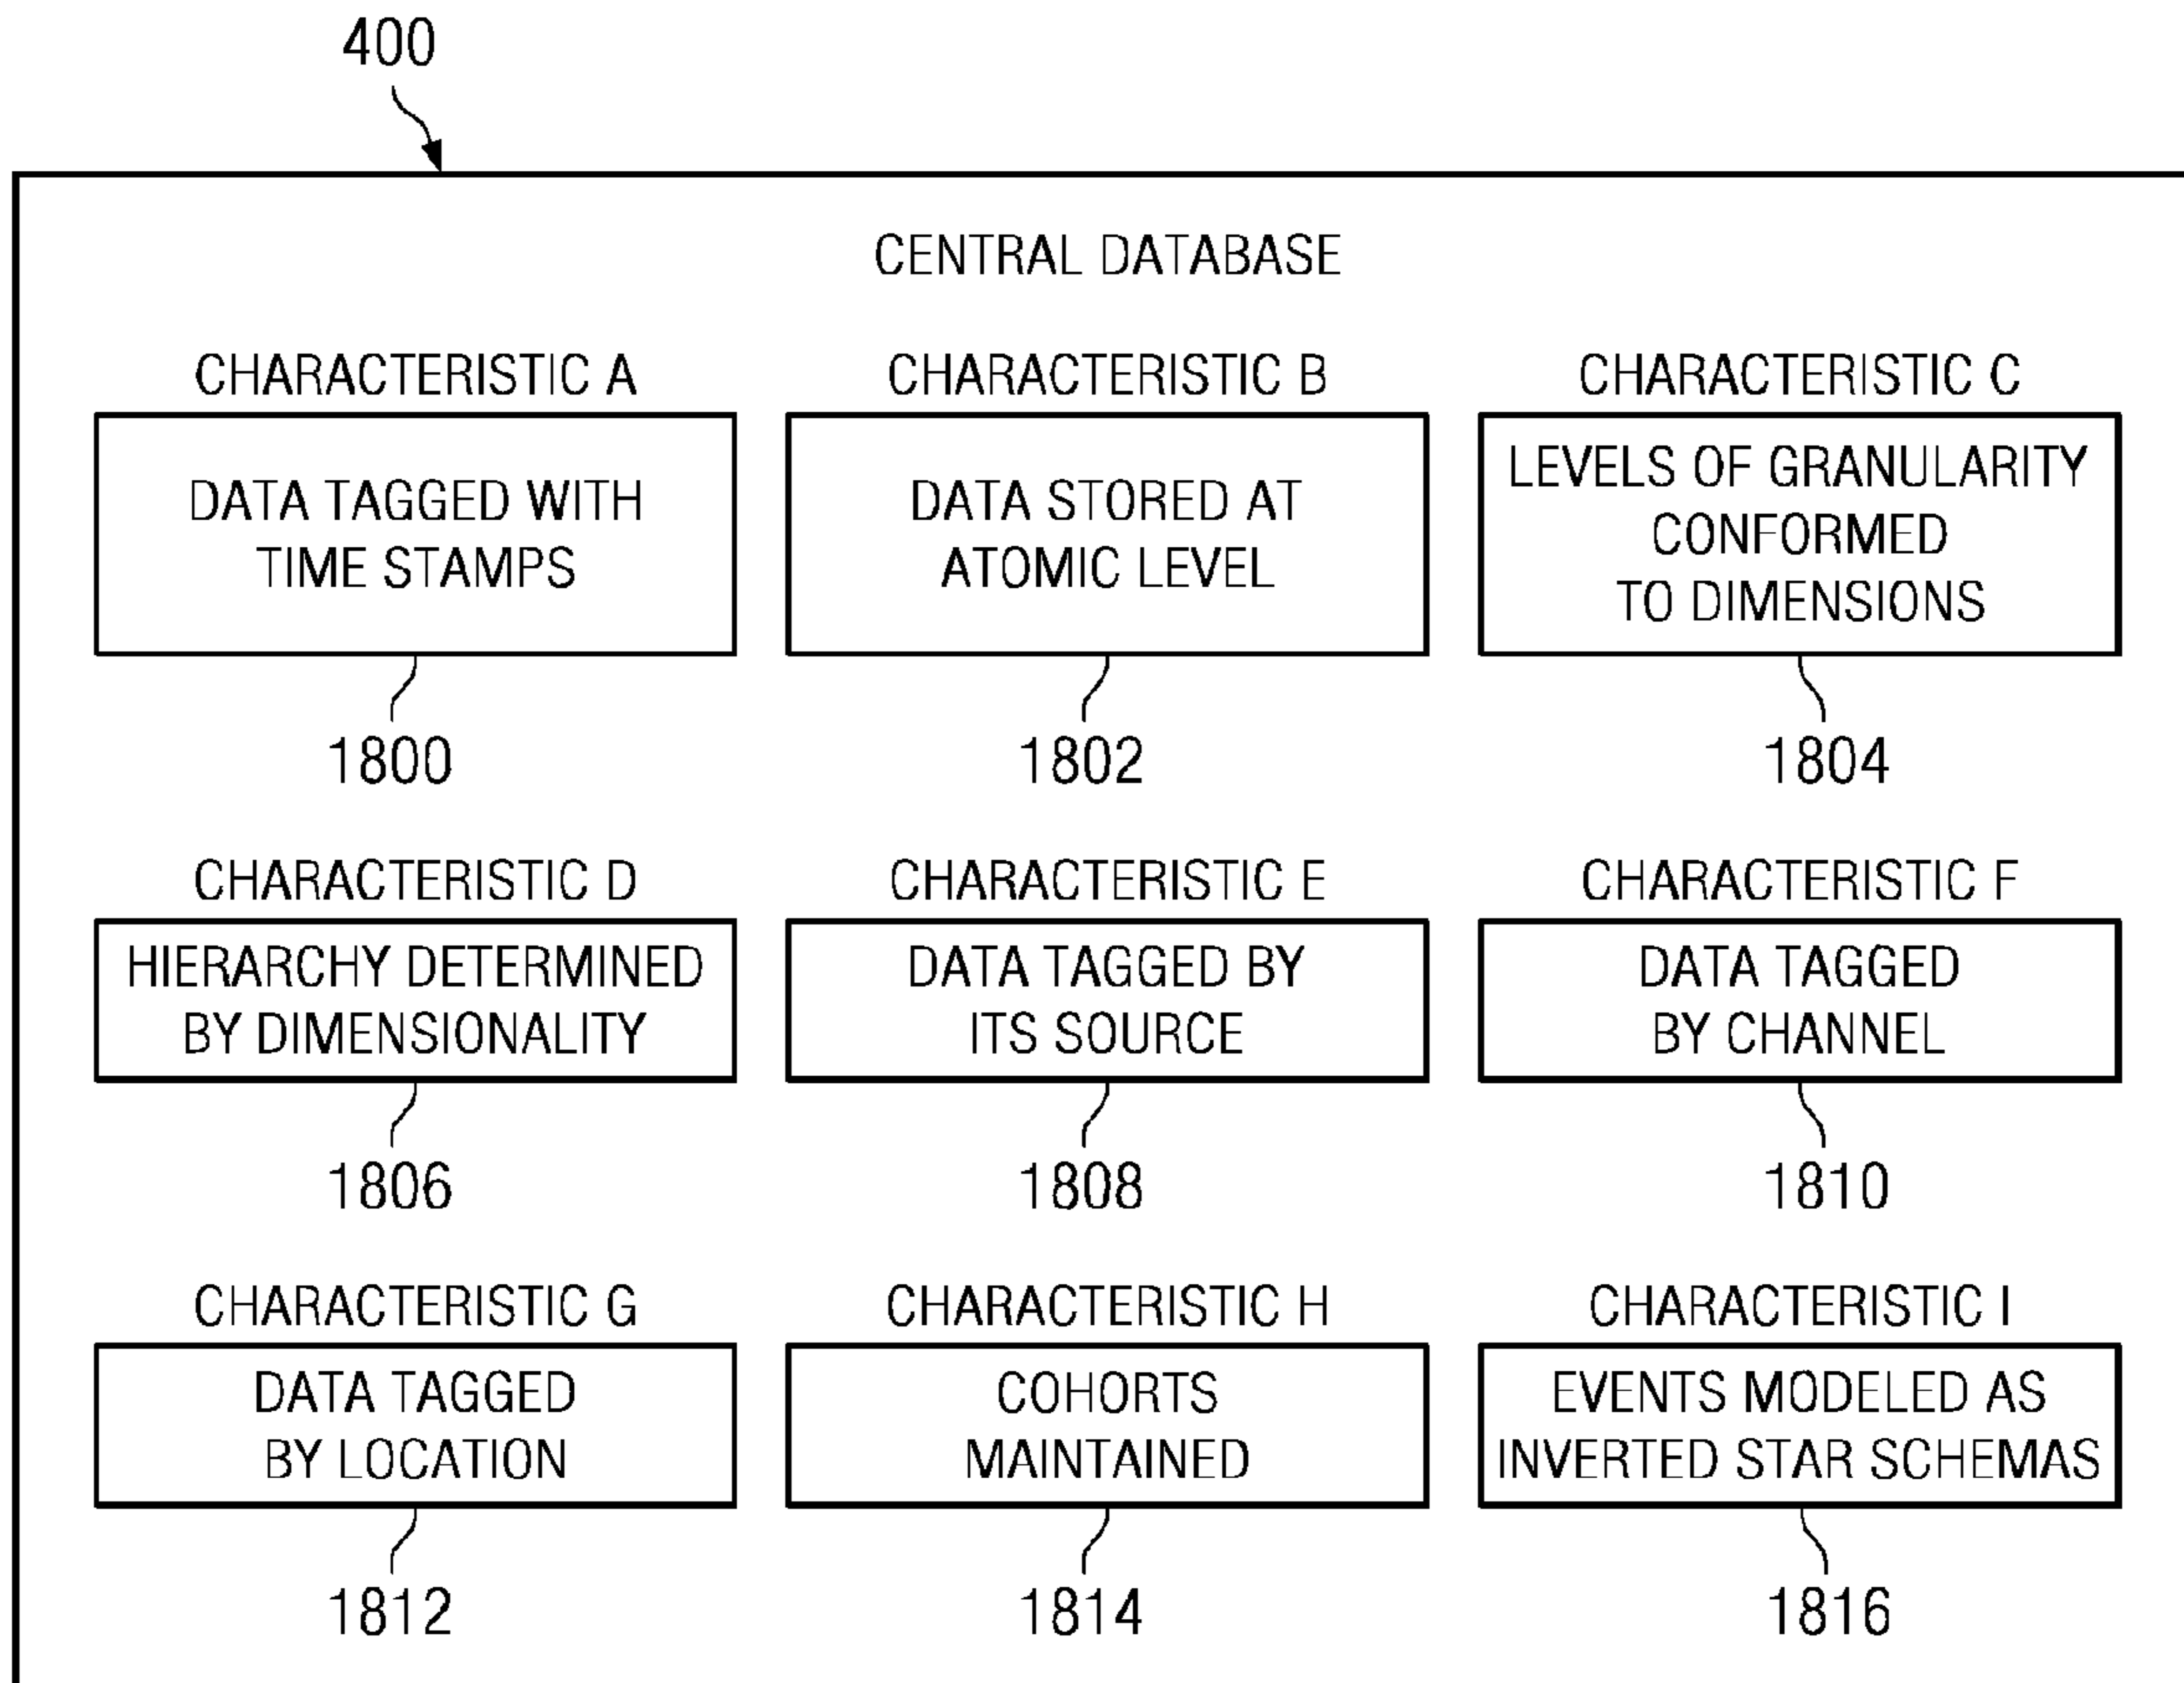 400
CENTRAL DATABASE
CHARACTERISTIC A
DATA TAGGED WITH
TIME STAMPS
1800
CHARACTERISTIC B
DATA STORED AT
ATOMIC LEVEL
1802
CHARACTERISTIC C
LEVELS OF GRANULARITY
CONFORMED
TO DIMENSIONS
1804
CHARACTERISTIC D
HIERARCHY DETERMINED
BY DIMENSIONALITY
1806
CHARACTERISTIC E
DATA TAGGED BY
ITS SOURCE
1808
CHARACTERISTIC F
DATA TAGGED
BY CHANNEL
1810
CHARACTERISTIC G
DATA TAGGED
BY LOCATION
1812
CHARACTERISTIC H
COHORTS
MAINTAINED
1814
CHARACTERISTIC I
EVENTS MODELED AS
INVERTED STAR SCHEMAS
1816